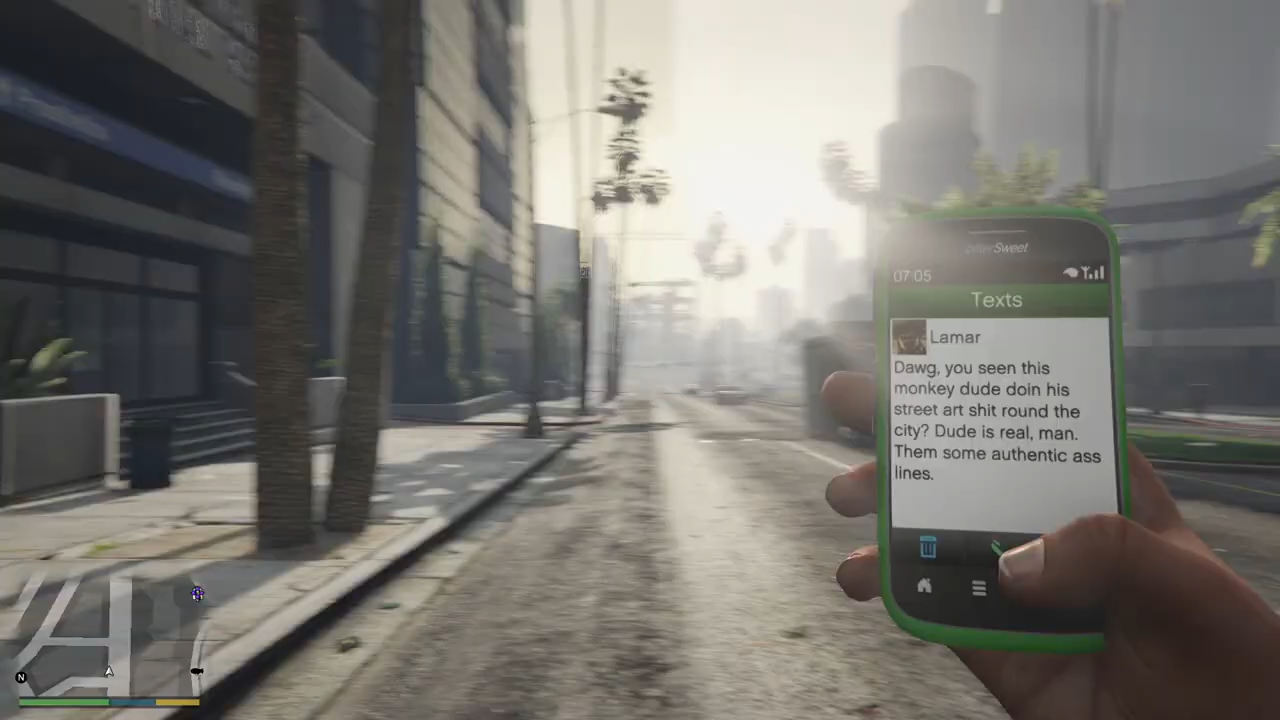 bitterSweet
07:05
Texts
Lamar
Dawg, you seen this
monkey dude doin his
street art shit round the
city? Dude is real, man.
Them some authentic ass
lines.
N